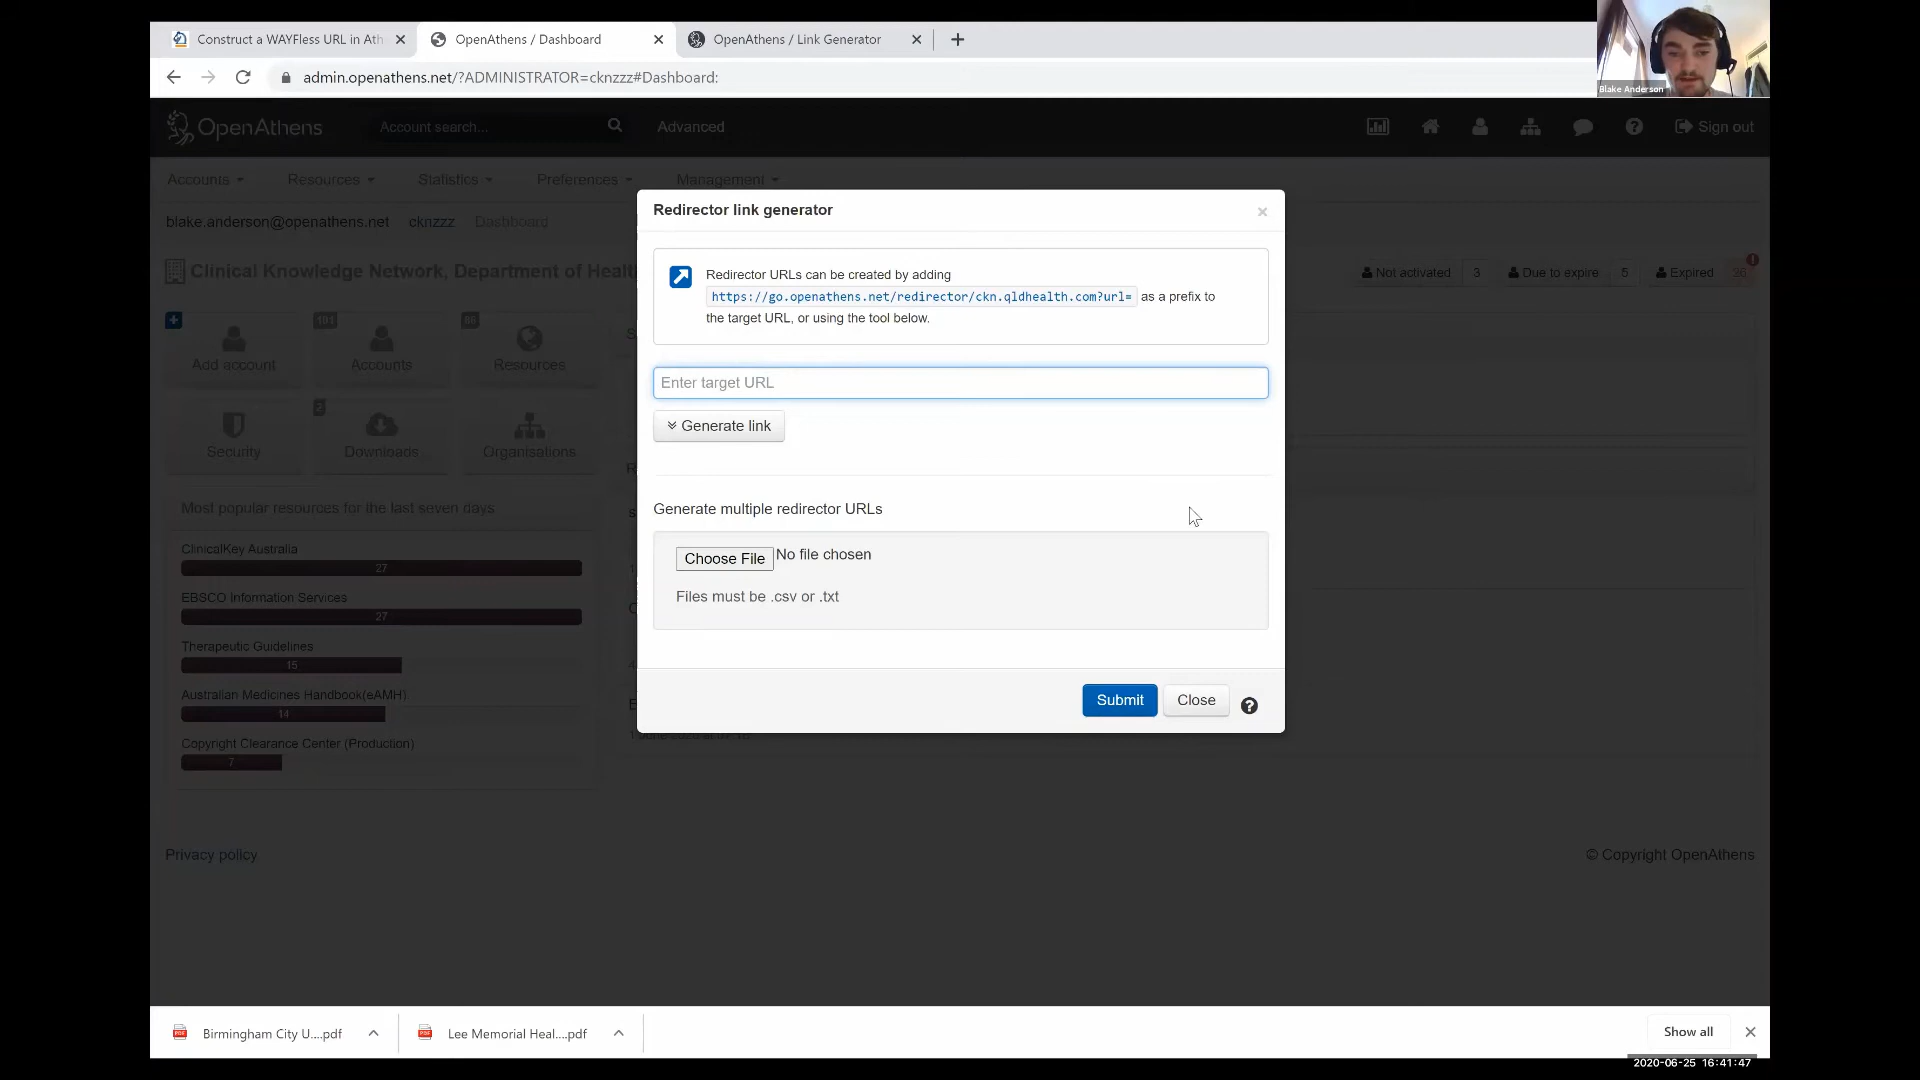 Construct a WAYFless URL in Ath
OpenAthens / Dashboard
OpenAthens / Link Generator
admin.openathens.net/?ADMINISTRATOR=cknzzz#Dashboard:
Blake Anderson
OpenAthens
Account search...
Advanced
Sign out
Accounts
Resources
Statistics
Preferences
Management
blake.anderson@openathens.net
cknzzz
Dashboard
Redirector link generator
Clinical Knowledge Network, Department of Healt
Not activated 3
Due to expire 5
Expired
Redirector URLs can be created by adding
https://go.openathens.net/redirector/ckn.qldhealth.com?url= as a prefix to
the target URL, or using the tool below.
Add account
Accounts
Resources
Enter target URL
Generate link
2
Security
Downloads
Organisations
Most popular resources for the last seven days
Generate multiple redirector URLs
ClinicalKey Australia
27
Choose File No file chosen
EBSCO Information Services
27
Files must be .csv or .txt
Therapeutic Guidelines
15
Australian Medicines Handbook(eAMH)
14
Copyright Clearance Center (Production)
7
Submit
Close
Privacy policy
© Copyright OpenAthens
Birmingham City U....pdf
Lee Memorial Heal....pdf
Show all
2020-06-25 16:41:47